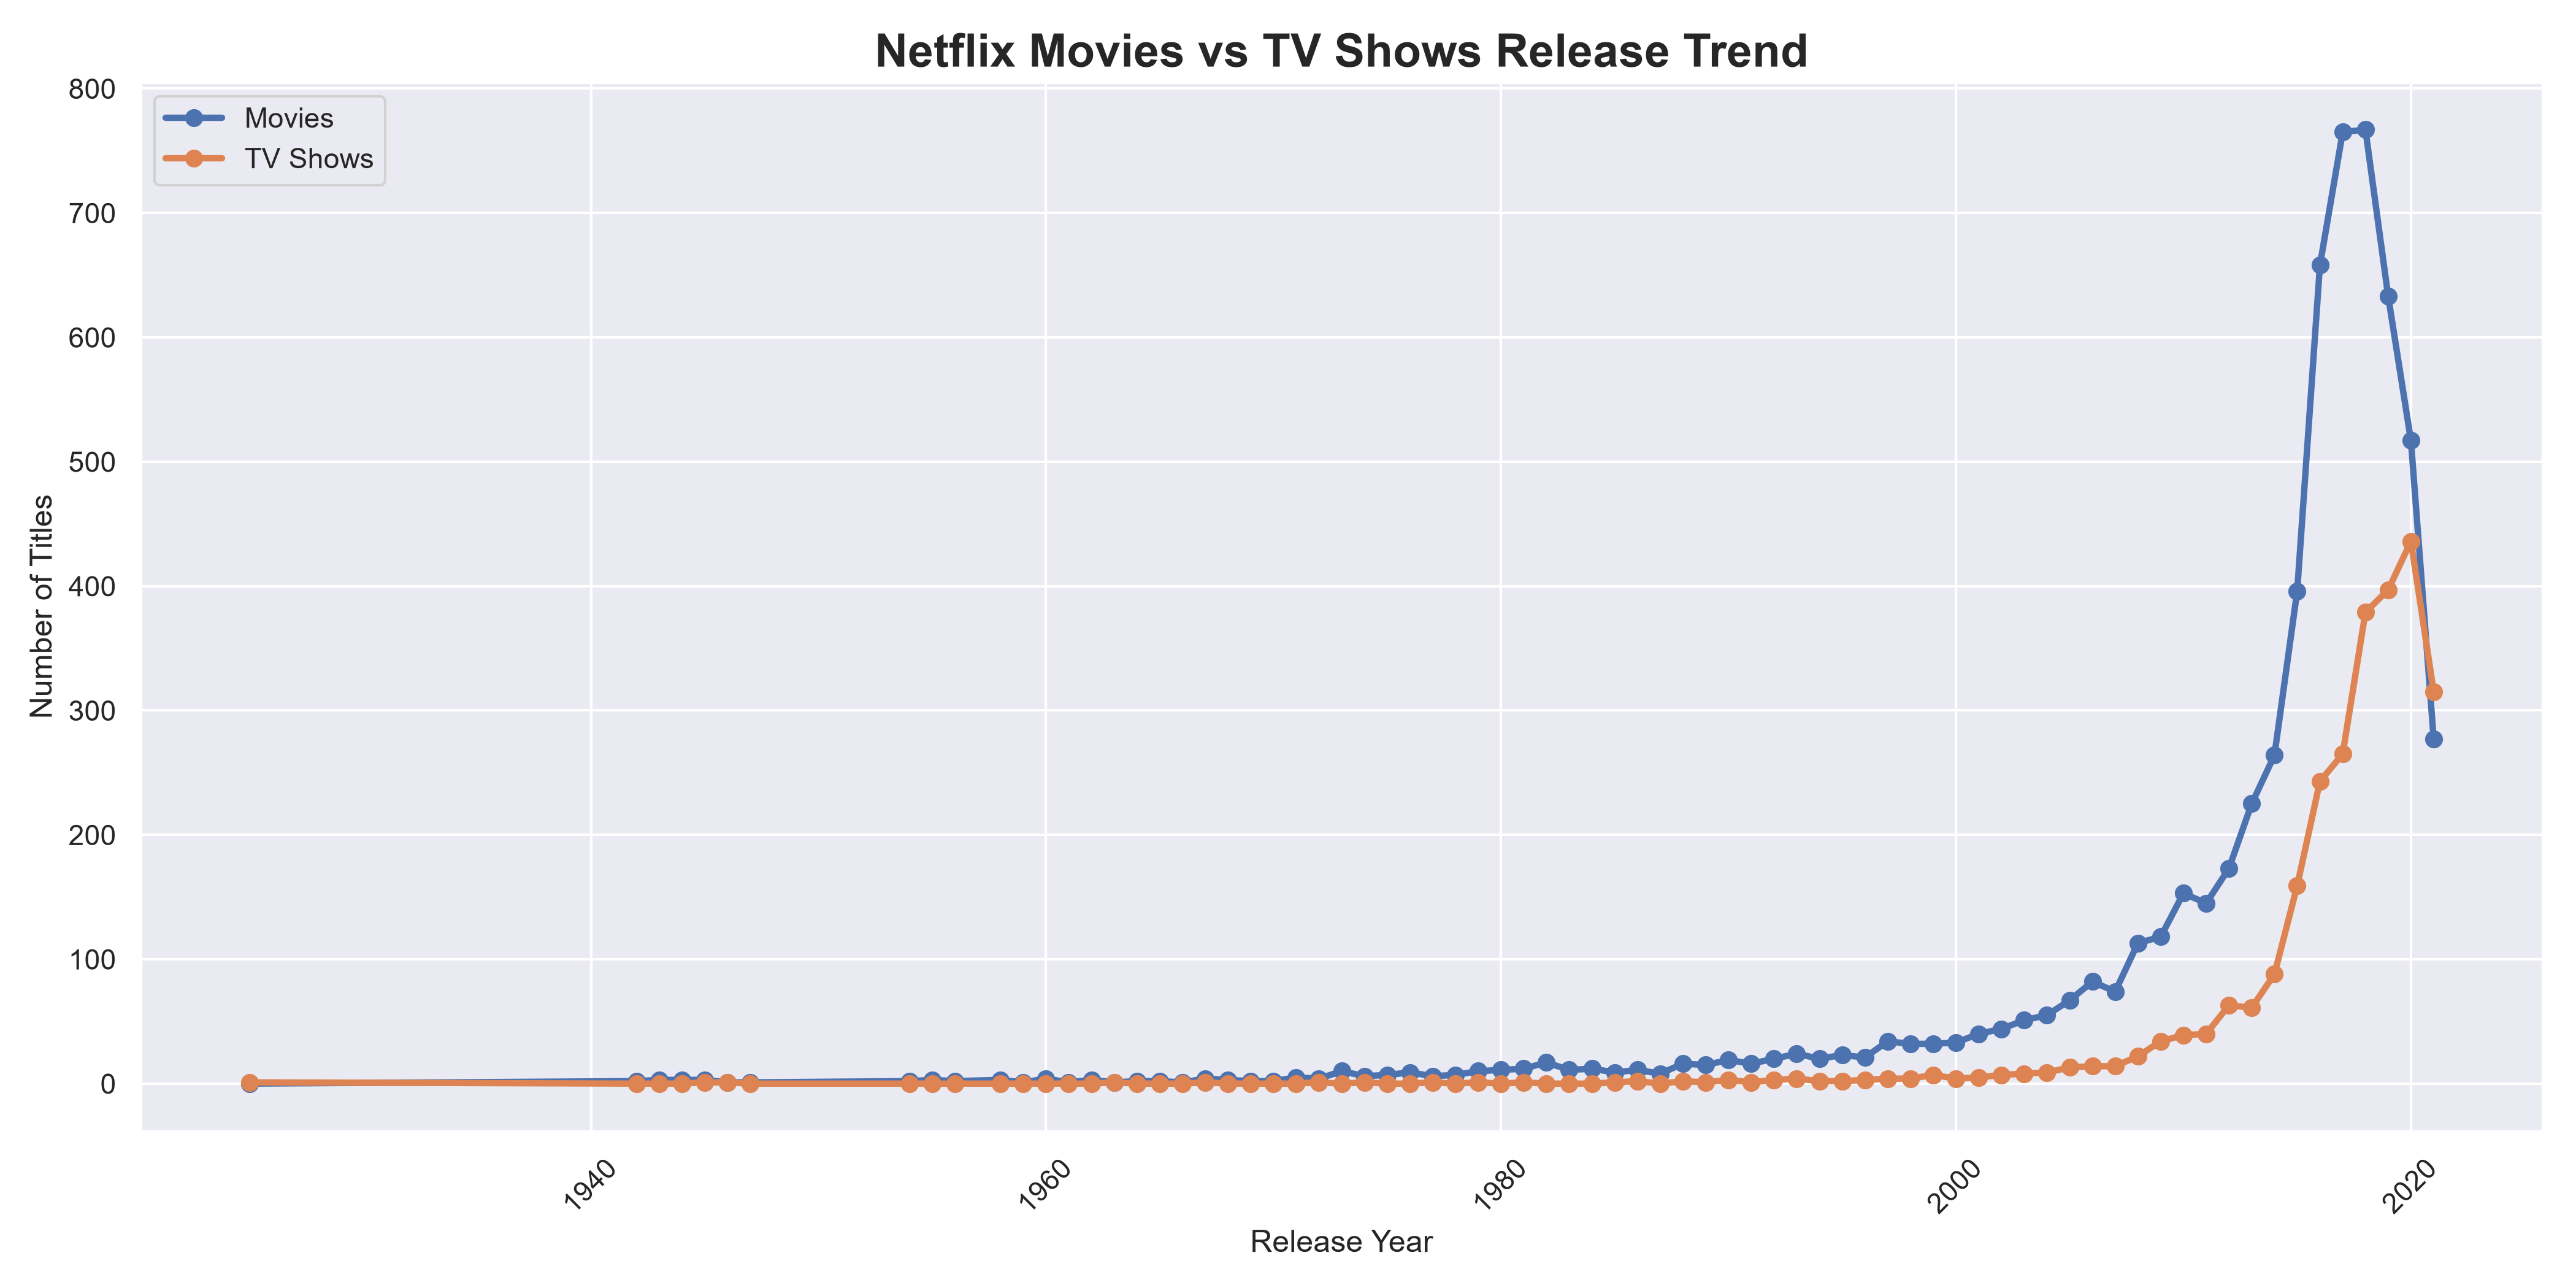 Netflix Movies vs TV Shows Release Trend
Movies
TV Shows
Number of Titles
800
700
600
500
400
300
200
100
0
1940
1960
1980
2000
2020
Release Year